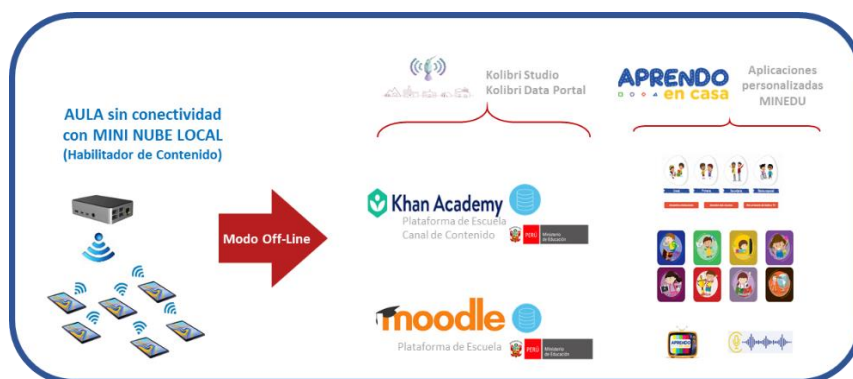 AULA sin conectividad
con MINI NUBE LOCAL
(Habilitador de Contenido)
Modo Off-Line
Kolibri Studio
Kolibri Data Portal
Khan Academy
Plataforma de Escuela
Canal de Contenido
PERÚ
Ministerio
de Educación
moodle
Plataforma de Escuela
PERÚ
Ministerio
de Educación
APRENDO
en casa
Aplicaciones
personalizadas
MINEDU
APRENDO